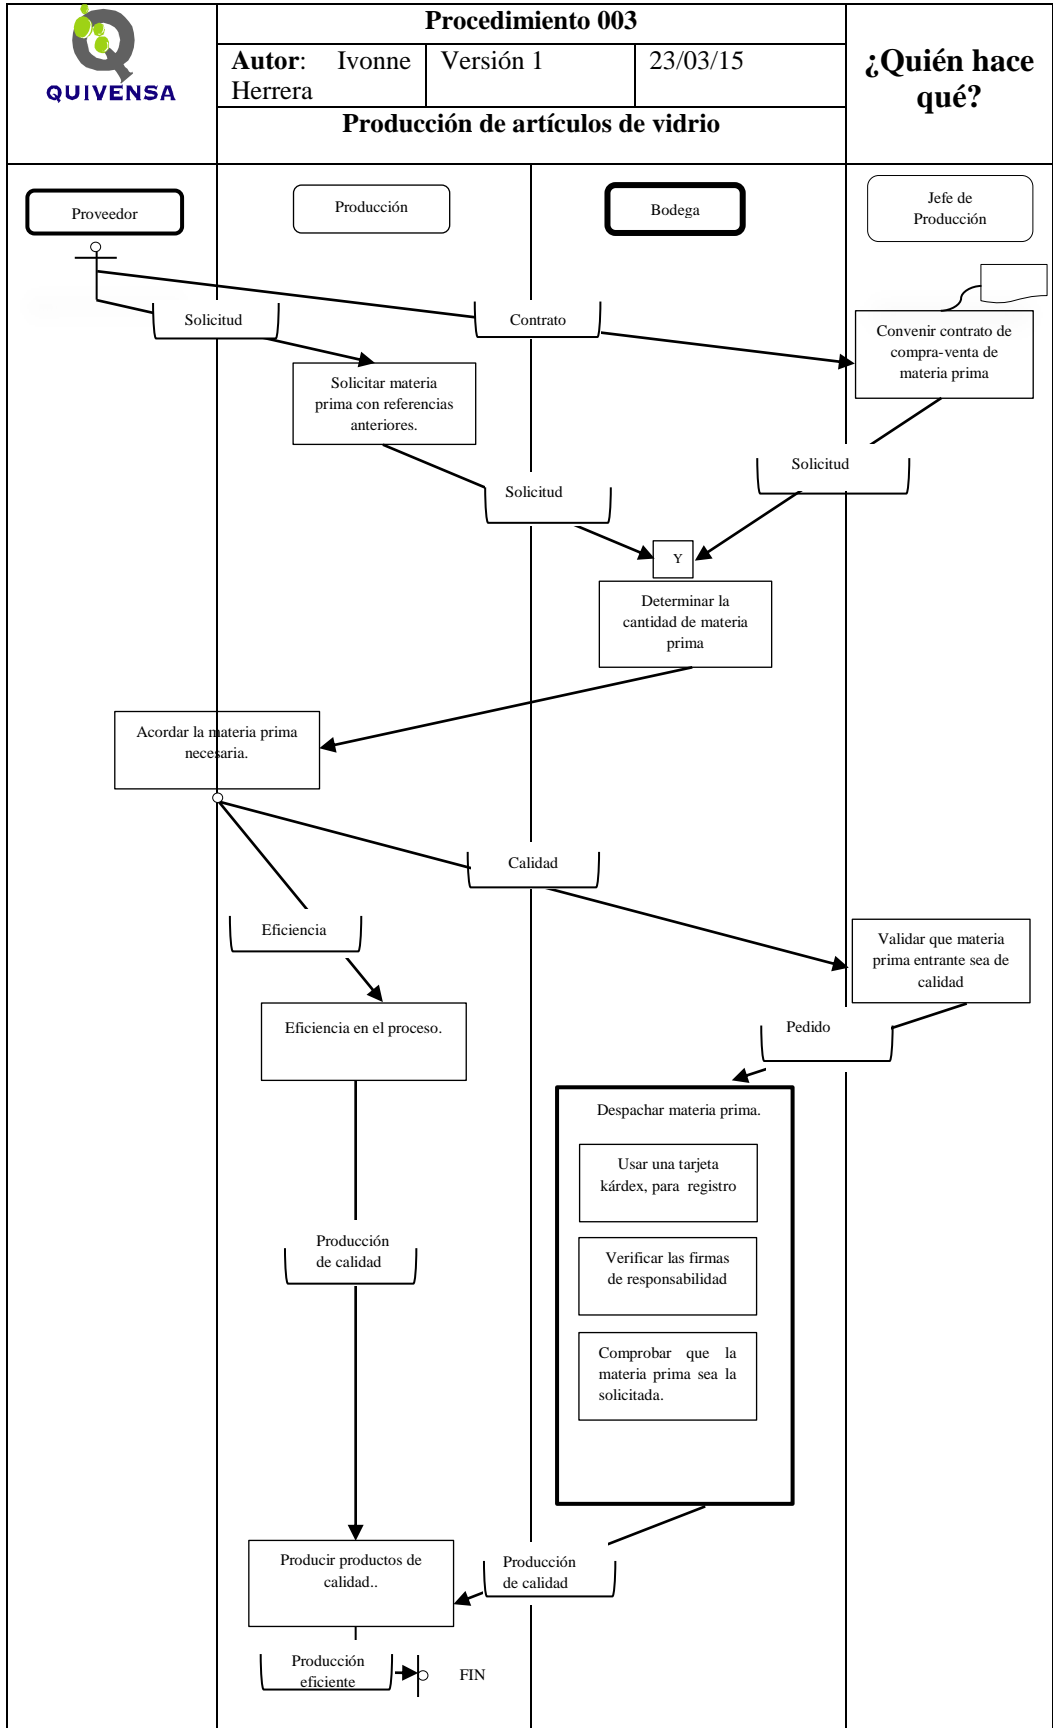 QUIVENSA
Procedimiento 003
Autor: Ivonne
Herrera
Versión 1
23/03/15
Producción de artículos de vidrio
¿Quién hace
qué?
Proveedor
Producción
Bodega
Jefe de
Producción
Solicitud
Contrato
Convenir contrato de
compra-venta de
materia prima
Solicitar materia
prima con referencias
anteriores.
Solicitud
Solicitud
Y
Determinar la
cantidad de materia
prima
Acordar la materia prima
necesaria.
Calidad
Eficiencia
Validar que materia
prima entrante sea de
calidad
Eficiencia en el proceso.
Pedido
Despachar materia prima.
Usar una tarjeta
kárdex, para registro
Producción
de calidad
Verificar las firmas
de responsabilidad
Comprobar que la
materia prima sea la
solicitada.
Producir productos de
calidad..
Producción
de calidad
Producción
eficiente
FIN